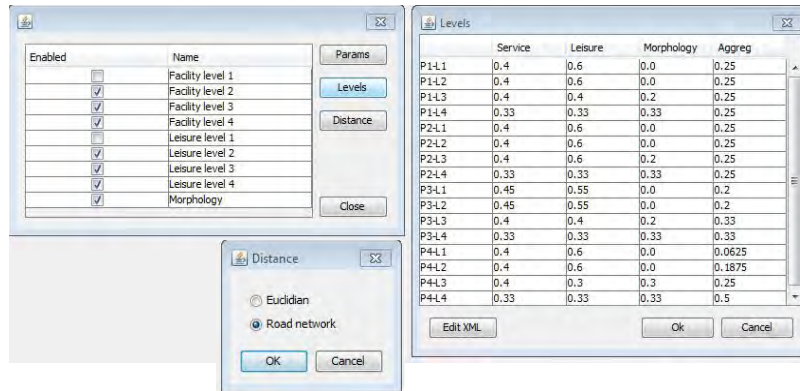 Enabled Name
Facility level 1
Facility level 2
Facility level 3
Facility level 4
Leisure level 1
Leisure level 2
Leisure level 3
Leisure level 4
Morphology
Params
Levels
Distance
Close
Distance
Euclidian
Road network
OK Cancel
Levels
Service Leisure Morphology Aggreg
P1-L1 0.4 0.6 0.0 0.25
P1-L2 0.4 0.6 0.0 0.25
P1-L3 0.4 0.4 0.2 0.25
P1-L4 0.33 0.33 0.33 0.25
P2-L1 0.4 0.6 0.0 0.25
P2-L2 0.4 0.6 0.0 0.25
P2-L3 0.4 0.6 0.2 0.25
P2-L4 0.33 0.33 0.33 0.25
P3-L1 0.45 0.55 0.0 0.2
P3-L2 0.45 0.55 0.0 0.2
P3-L3 0.4 0.4 0.2 0.33
P3-L4 0.33 0.33 0.33 0.33
P4-L1 0.4 0.6 0.0 0.0625
P4-L2 0.4 0.6 0.0 0.1875
P4-L3 0.4 0.3 0.3 0.25
P4-L4 0.33 0.33 0.33 0.5
Edit XML Ok Cancel